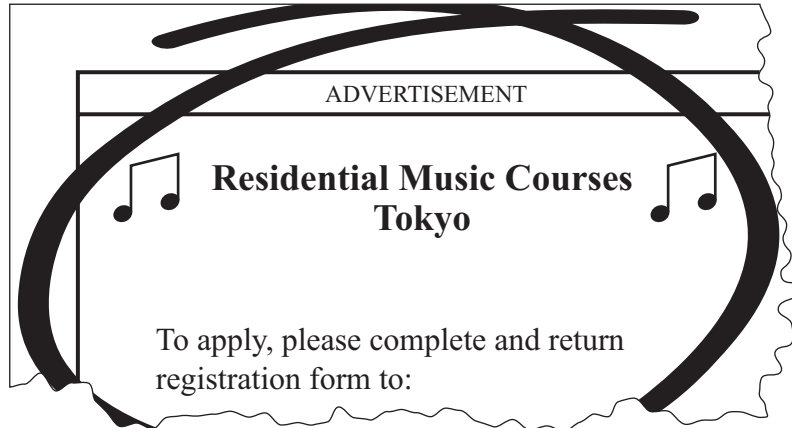 ADVERTISEMENT
Residential Music Courses
Tokyo
To apply, please complete and return
registration form to: